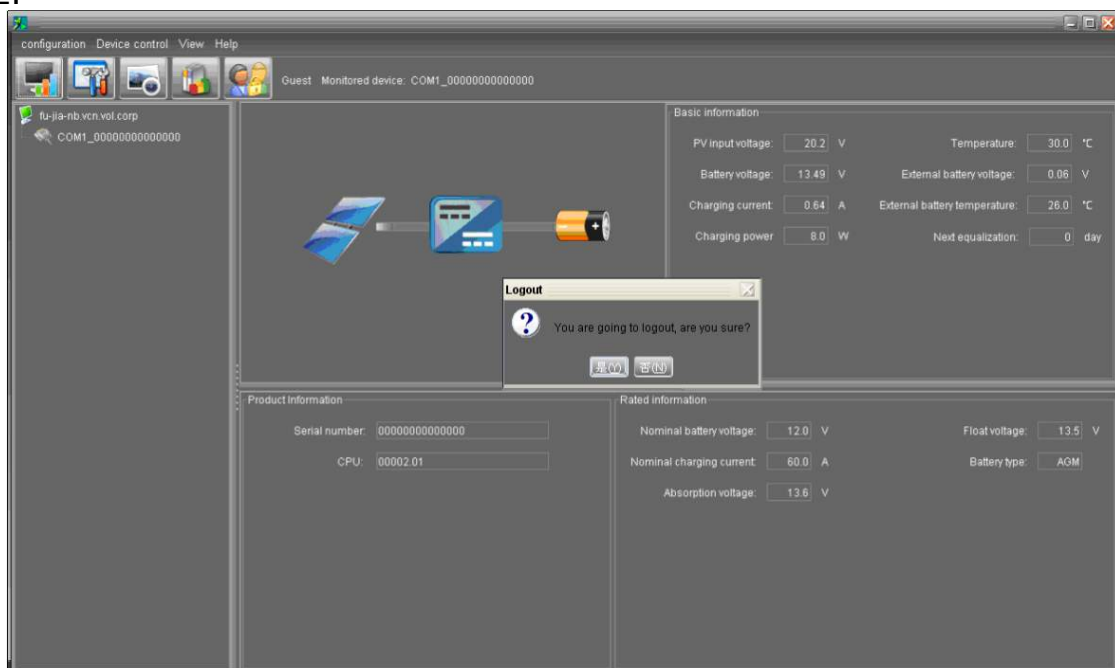 configuration Device control View Help
Guest Monitored device: COM1_00000000000000
fu-jia-nb.vcn.vol.corp
COM1_00000000000000
Basic information
PV input voltage: 20.2 V Temperature: 30.0 °C
Battery voltage: 13.49 V External battery voltage: 0.06 V
Charging current: 0.64 A External battery temperature: 26.0 °C
Charging power 8.0 W Next equalization: 0 day
Logout
You are going to logout, are you sure?
是(Y) 否(N)
Product Information
Serial number: 00000000000000
CPU: 00002.01
Rated information
Nominal battery voltage: 12.0 V Float voltage: 13.5 V
Nominal charging current: 60.0 A Battery type: AGM
Absorption voltage: 13.6 V